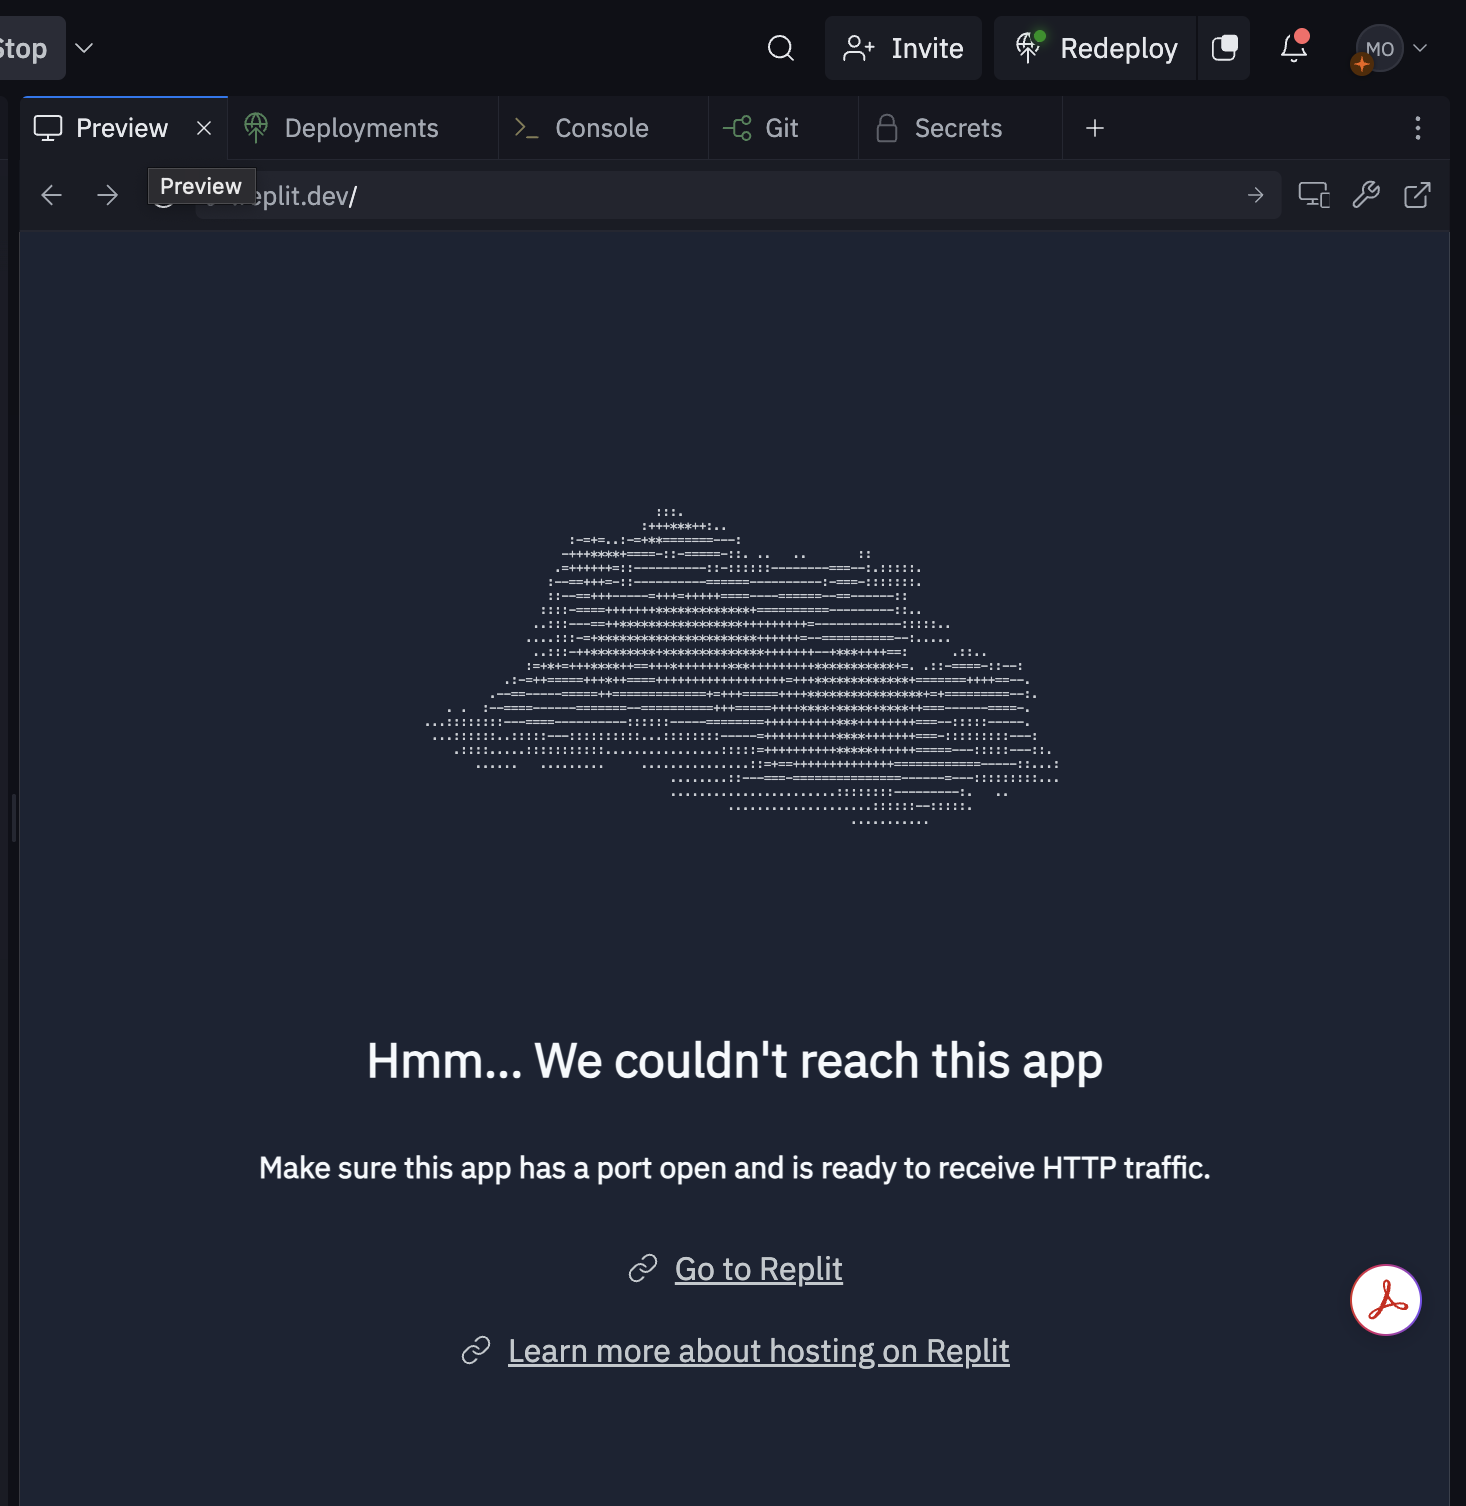 Stop
Invite
Redeploy
MO
Preview
Deployments
Console
Git
Secrets
Preview
eplit.dev/
Hmm... We couldn't reach this app
Make sure this app has a port open and is ready to receive HTTP traffic.
Go to Replit
Learn more about hosting on Replit